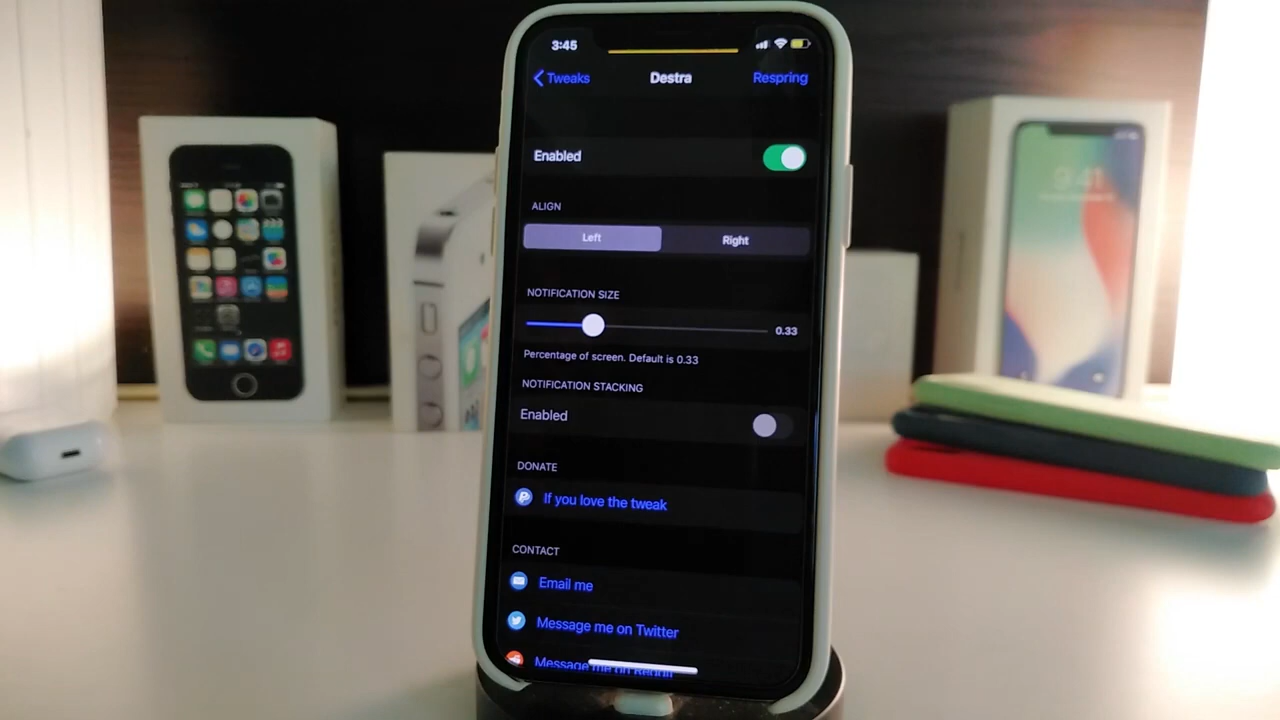 3:45
Tweaks Destra Respring
Enabled
ALIGN
Left Right
NOTIFICATION SIZE
0.33
Percentage of screen. Default is 0.33
NOTIFICATION STACKING
Enabled
DONATE
If you love the tweak
CONTACT
Email me
Message me on Twitter
Message me on Reddit
9:41